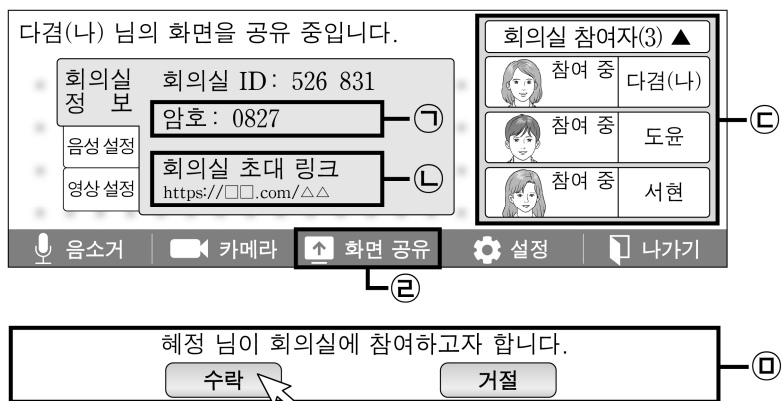 다겸(나) 님의 화면을 공유 중입니다.
회의실 정 보
음성 설정
영상 설정
회의실 ID : 526 831
암호 : 0827
㉠
회의실 초대 링크
https://□□.com/△△
㉡
회의실 참여자(3) ▲
참여 중 다겸(나)
참여 중 도윤
참여 중 서현
㉢
음소거 카메라 화면 공유 설정 나가기
㉣
혜정 님이 회의실에 참여하고자 합니다.
수락 거절
㉤